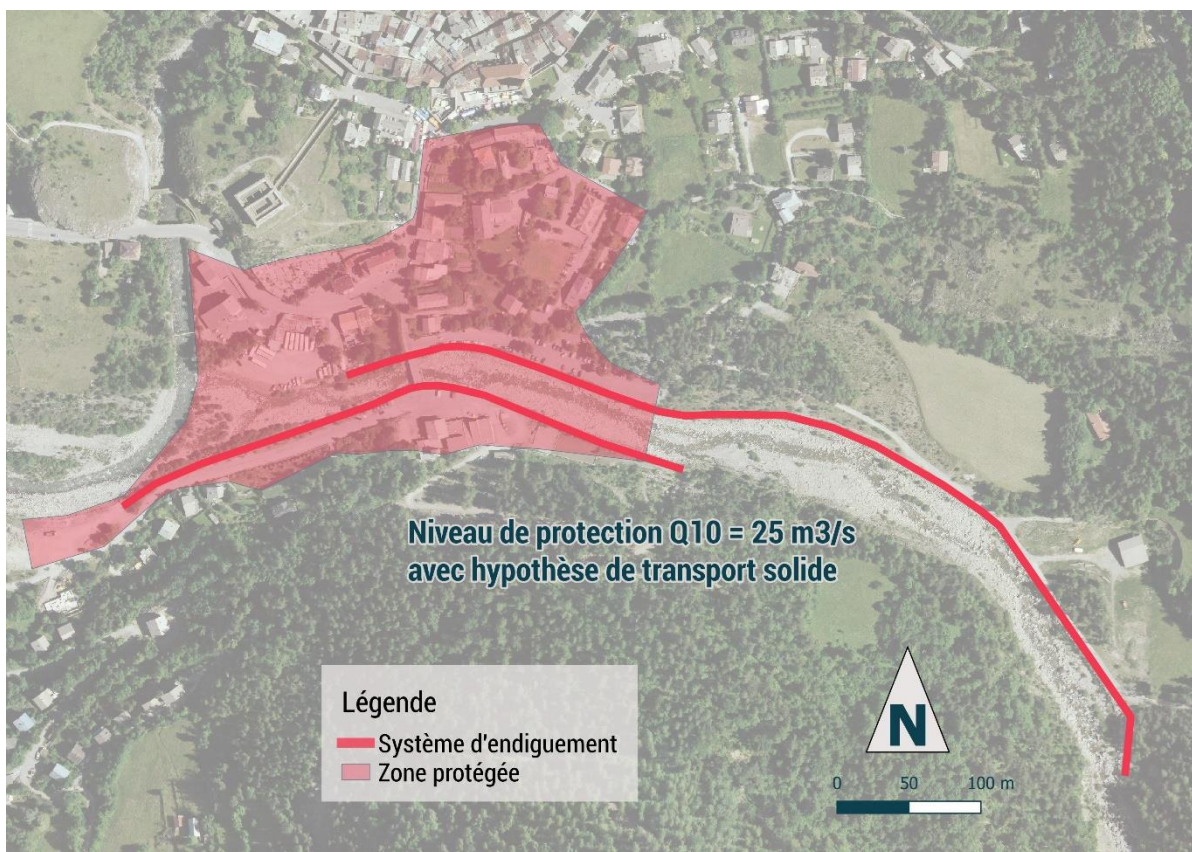 Niveau de protection Q10 = 25 m3/s
avec hypothèse de transport solide
Légende
Système d'endiguement
Zone protégée
N
0 50 100 m